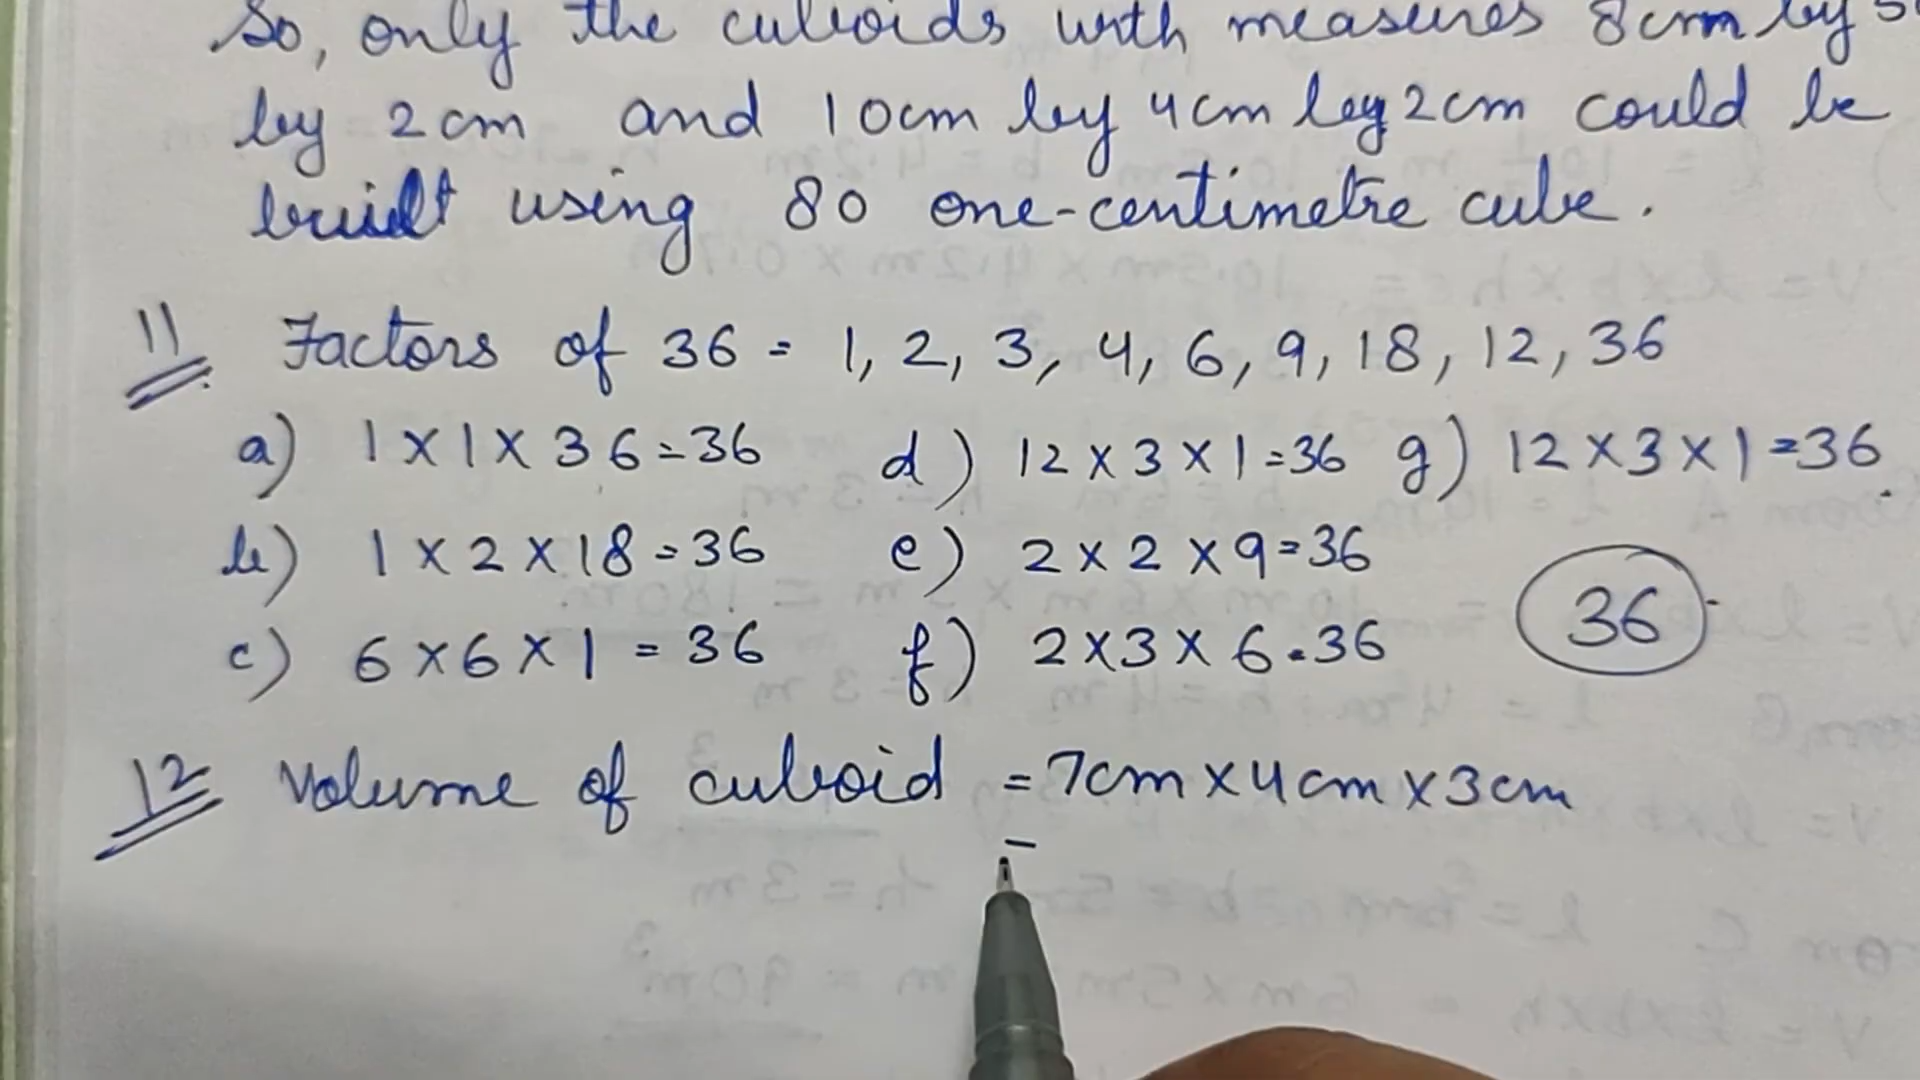 So, only the cuboids with measures 8cm by 5
by 2cm and 10cm by 4cm by 2cm could be
built using 80 one-centimetre cube.
11 Factors of 36 = 1, 2, 3, 4, 6, 9, 18, 12, 36
a) 1 x 1 x 36 = 36 d) 12 x 3 x 1 = 36 g) 12 x 3 x 1 = 36.
b) 1 x 2 x 18 = 36 e) 2 x 2 x 9 = 36
c) 6 x 6 x 1 = 36 f) 2 x 3 x 6 = 36 36
12 Volume of cuboid = 7cm x 4cm x 3cm